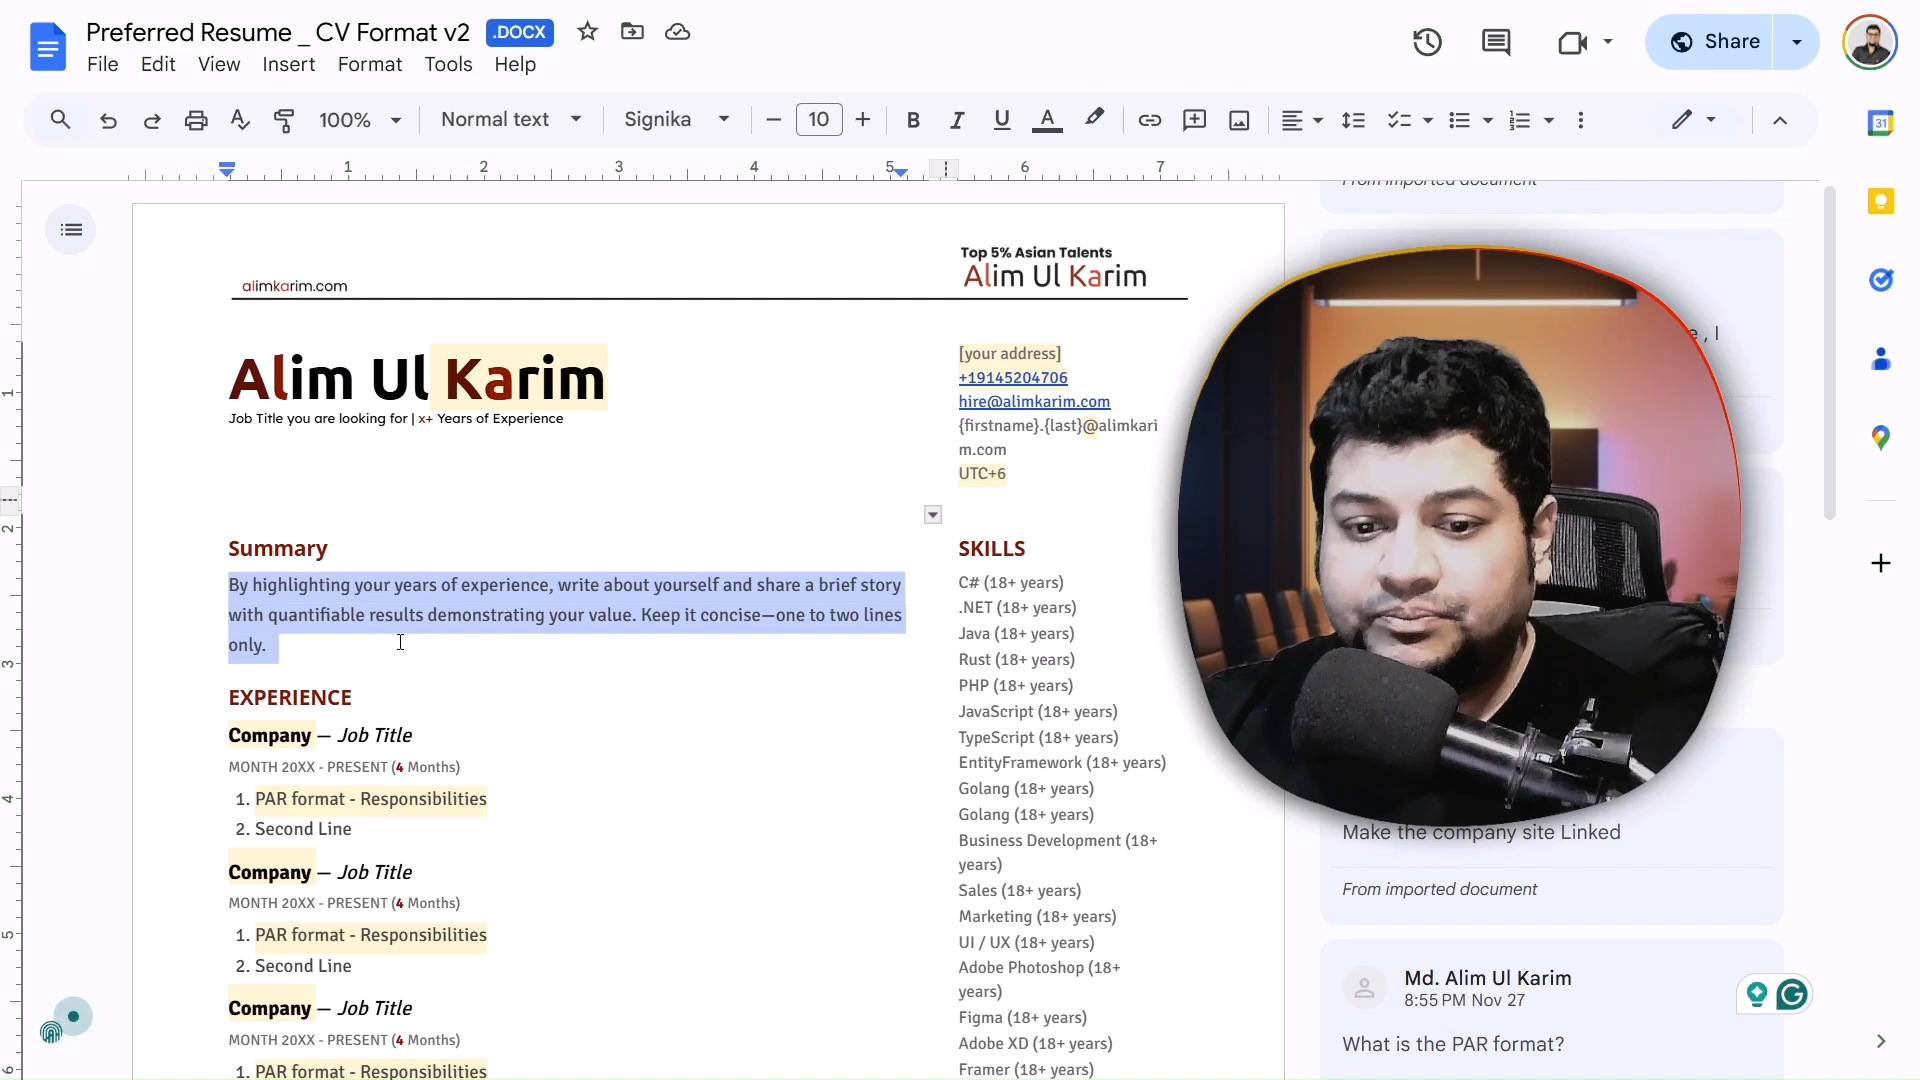 Preferred Resume _ CV Format v2
.DOCX
File Edit View Insert Format Tools Help
Share
100%
Normal text
Signika
10
1 2 3 4 5 6 7
From imported document
alimkarim.com
Top 5% Asian Talents
Alim Ul Karim
Alim Ul Karim
Job Title you are looking for | x+ Years of Experience
[your address]
+19145204706
hire@alimkarim.com
{firstname}.{last}@alimkari
m.com
UTC+6
Summary
By highlighting your years of experience, write about yourself and share a brief story
with quantifiable results demonstrating your value. Keep it concise—one to two lines
only.
EXPERIENCE
Company — Job Title
MONTH 20XX - PRESENT (4 Months)
1. PAR format - Responsibilities
2. Second Line
Company — Job Title
MONTH 20XX - PRESENT (4 Months)
1. PAR format - Responsibilities
2. Second Line
Company — Job Title
MONTH 20XX - PRESENT (4 Months)
1. PAR format - Responsibilities
SKILLS
C# (18+ years)
.NET (18+ years)
Java (18+ years)
Rust (18+ years)
PHP (18+ years)
JavaScript (18+ years)
TypeScript (18+ years)
EntityFramework (18+ years)
Golang (18+ years)
Golang (18+ years)
Business Development (18+
years)
Sales (18+ years)
Marketing (18+ years)
UI / UX (18+ years)
Adobe Photoshop (18+
years)
Figma (18+ years)
Adobe XD (18+ years)
Framer (18+ years)
Make the company site Linked
From imported document
Md. Alim Ul Karim
8:55 PM Nov 27
What is the PAR format?
31
1
2
3
4
5
6